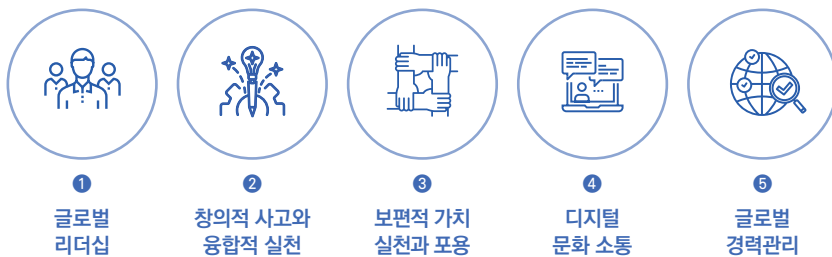 1
글로벌
리더십
2
창의적 사고와
융합적 실천
3
보편적 가치
실천과 포용
4
디지털
문화 소통
5
글로벌
경력관리